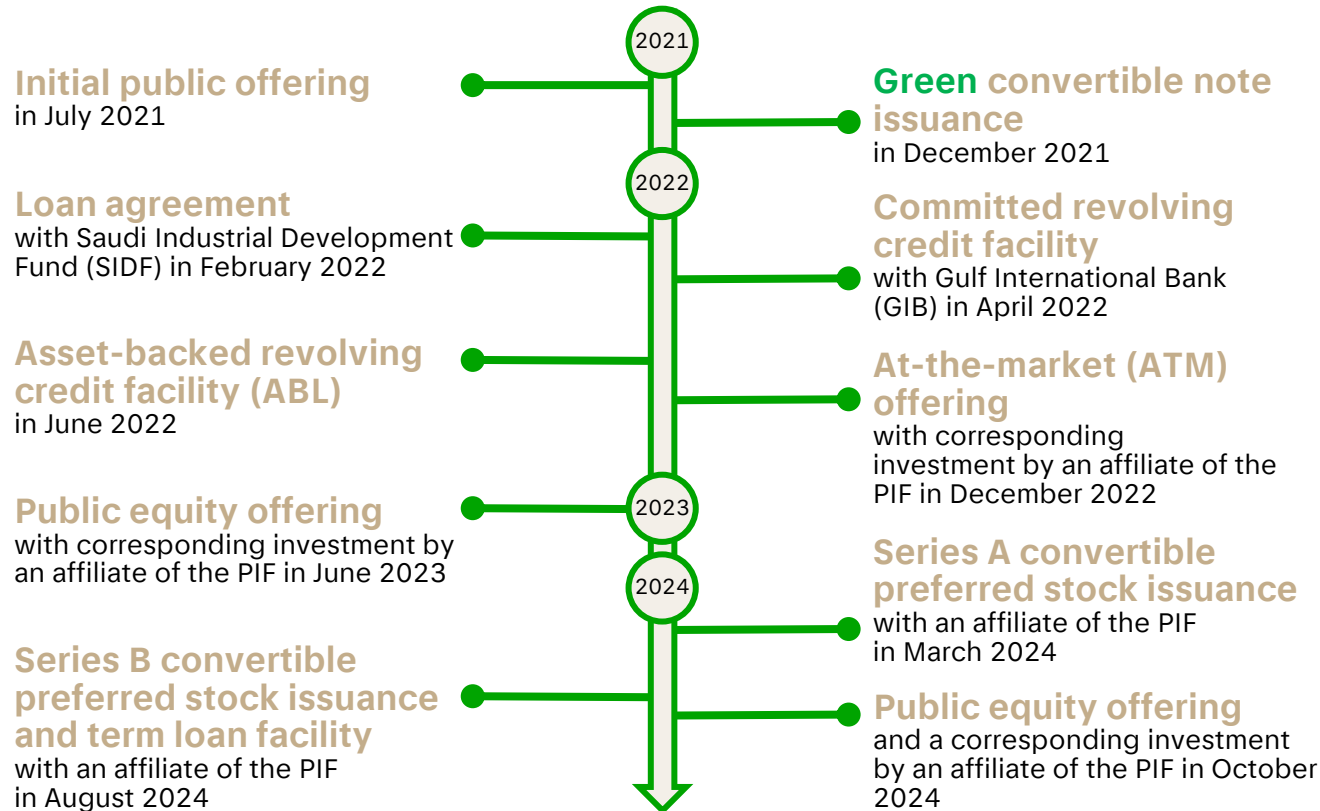 2021
Initial public offering
in July 2021
Green convertible note
issuance
in December 2021
2022
Loan agreement
with Saudi Industrial Development
Fund (SIDF) in February 2022
Committed revolving
credit facility
with Gulf International Bank
(GIB) in April 2022
Asset-backed revolving
credit facility (ABL)
in June 2022
At-the-market (ATM)
offering
with corresponding
investment by an affiliate of the
PIF in December 2022
2023
Public equity offering
with corresponding investment by
an affiliate of the PIF in June 2023
2024
Series A convertible
preferred stock issuance
with an affiliate of the PIF
in March 2024
Series B convertible
preferred stock issuance
and term loan facility
with an affiliate of the PIF
in August 2024
Public equity offering
and a corresponding investment
by an affiliate of the PIF in October
2024